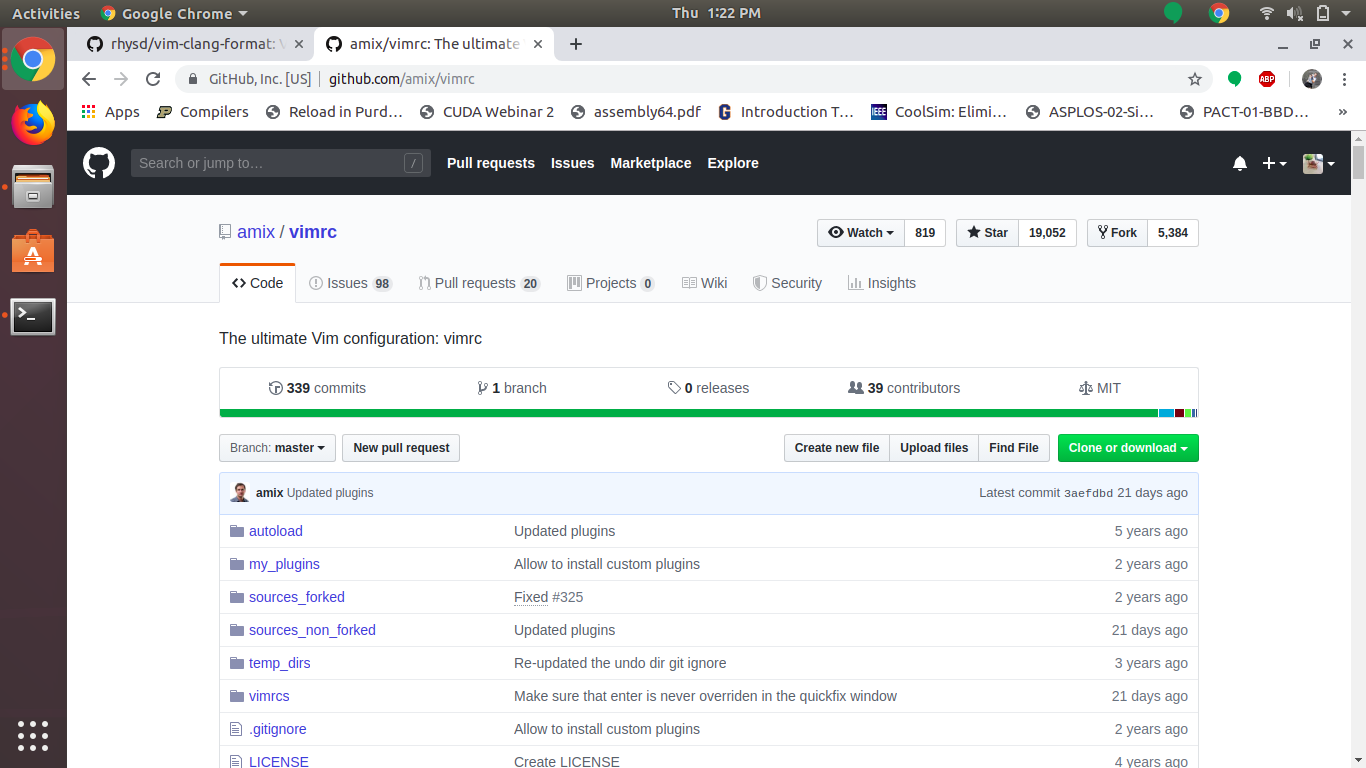 Activities Google Chrome Thu 1:22 PM
rhysd/vim-clang-format: amix/vimrc: The ultimate
GitHub, Inc. [US] github.com/amix/vimrc ABP
Apps Compilers Reload in Purd… CUDA Webinar 2 assembly64.pdf Introduction T… IEEE CoolSim: Elimi… ASPLOS-02-Si… PACT-01-BBD… »
Search or jump to… / Pull requests Issues Marketplace Explore
amix / vimrc Watch 819 Star 19,052 Fork 5,384
Code Issues 98 Pull requests 20 Projects 0 Wiki Security Insights
The ultimate Vim configuration: vimrc
339 commits 1 branch 0 releases 39 contributors MIT
Branch: master New pull request Create new file Upload files Find File Clone or download
amix Updated plugins Latest commit 3aefdbd 21 days ago
autoload Updated plugins 5 years ago
my_plugins Allow to install custom plugins 2 years ago
sources_forked Fixed #325 2 years ago
sources_non_forked Updated plugins 21 days ago
temp_dirs Re-updated the undo dir git ignore 3 years ago
vimrcs Make sure that enter is never overriden in the quickfix window 21 days ago
.gitignore Allow to install custom plugins 2 years ago
LICENSE Create LICENSE 4 years ago